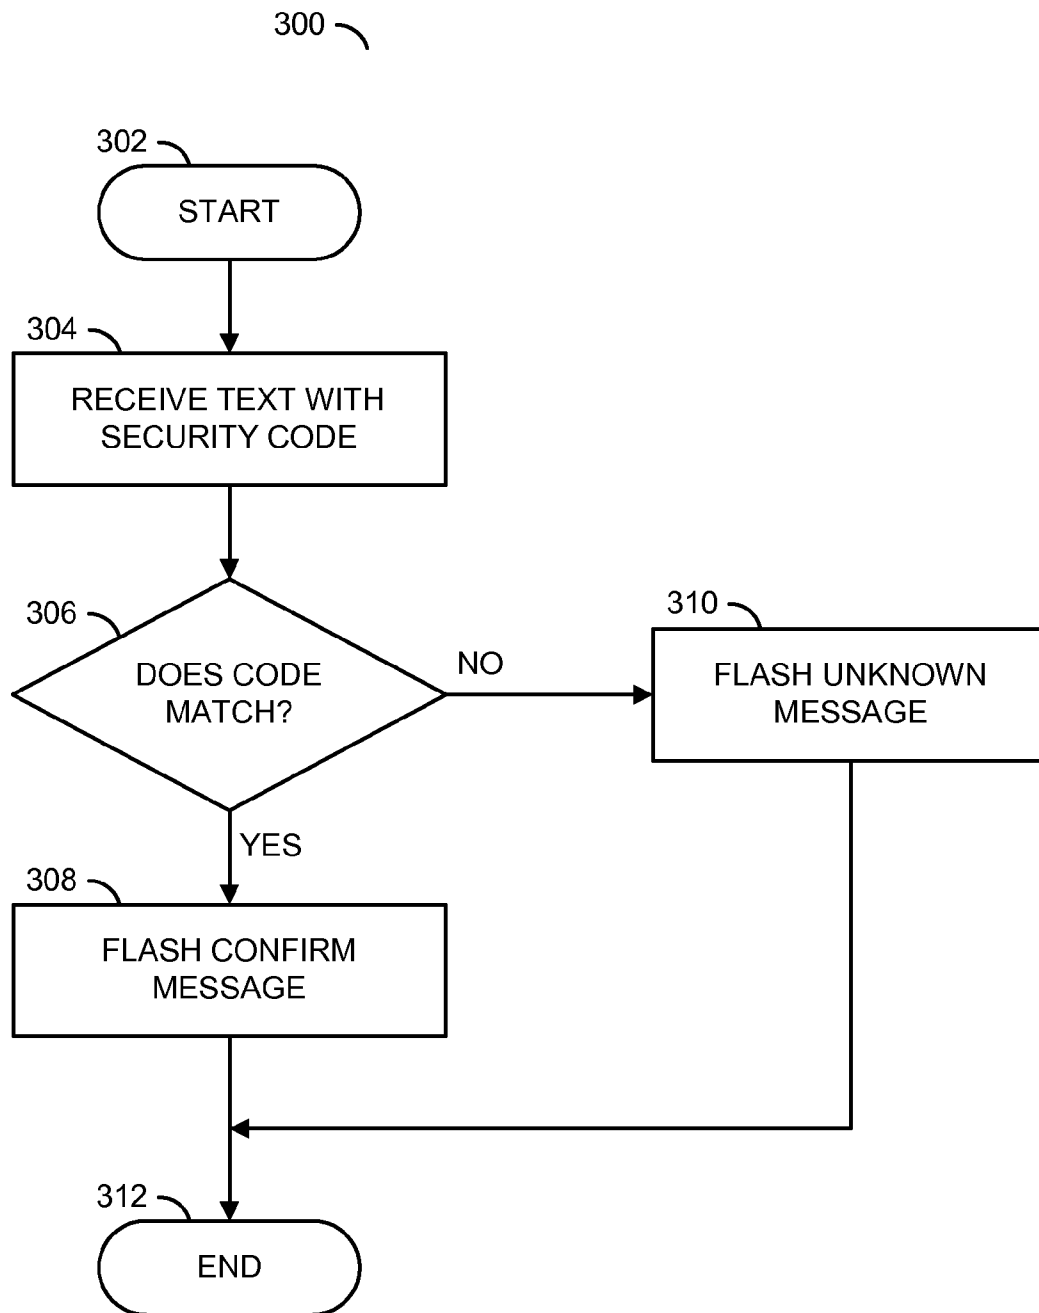 300
302
START
304
RECEIVE TEXT WITH
SECURITY CODE
306
DOES CODE
MATCH?
NO
310
FLASH UNKNOWN
MESSAGE
YES
308
FLASH CONFIRM
MESSAGE
312
END